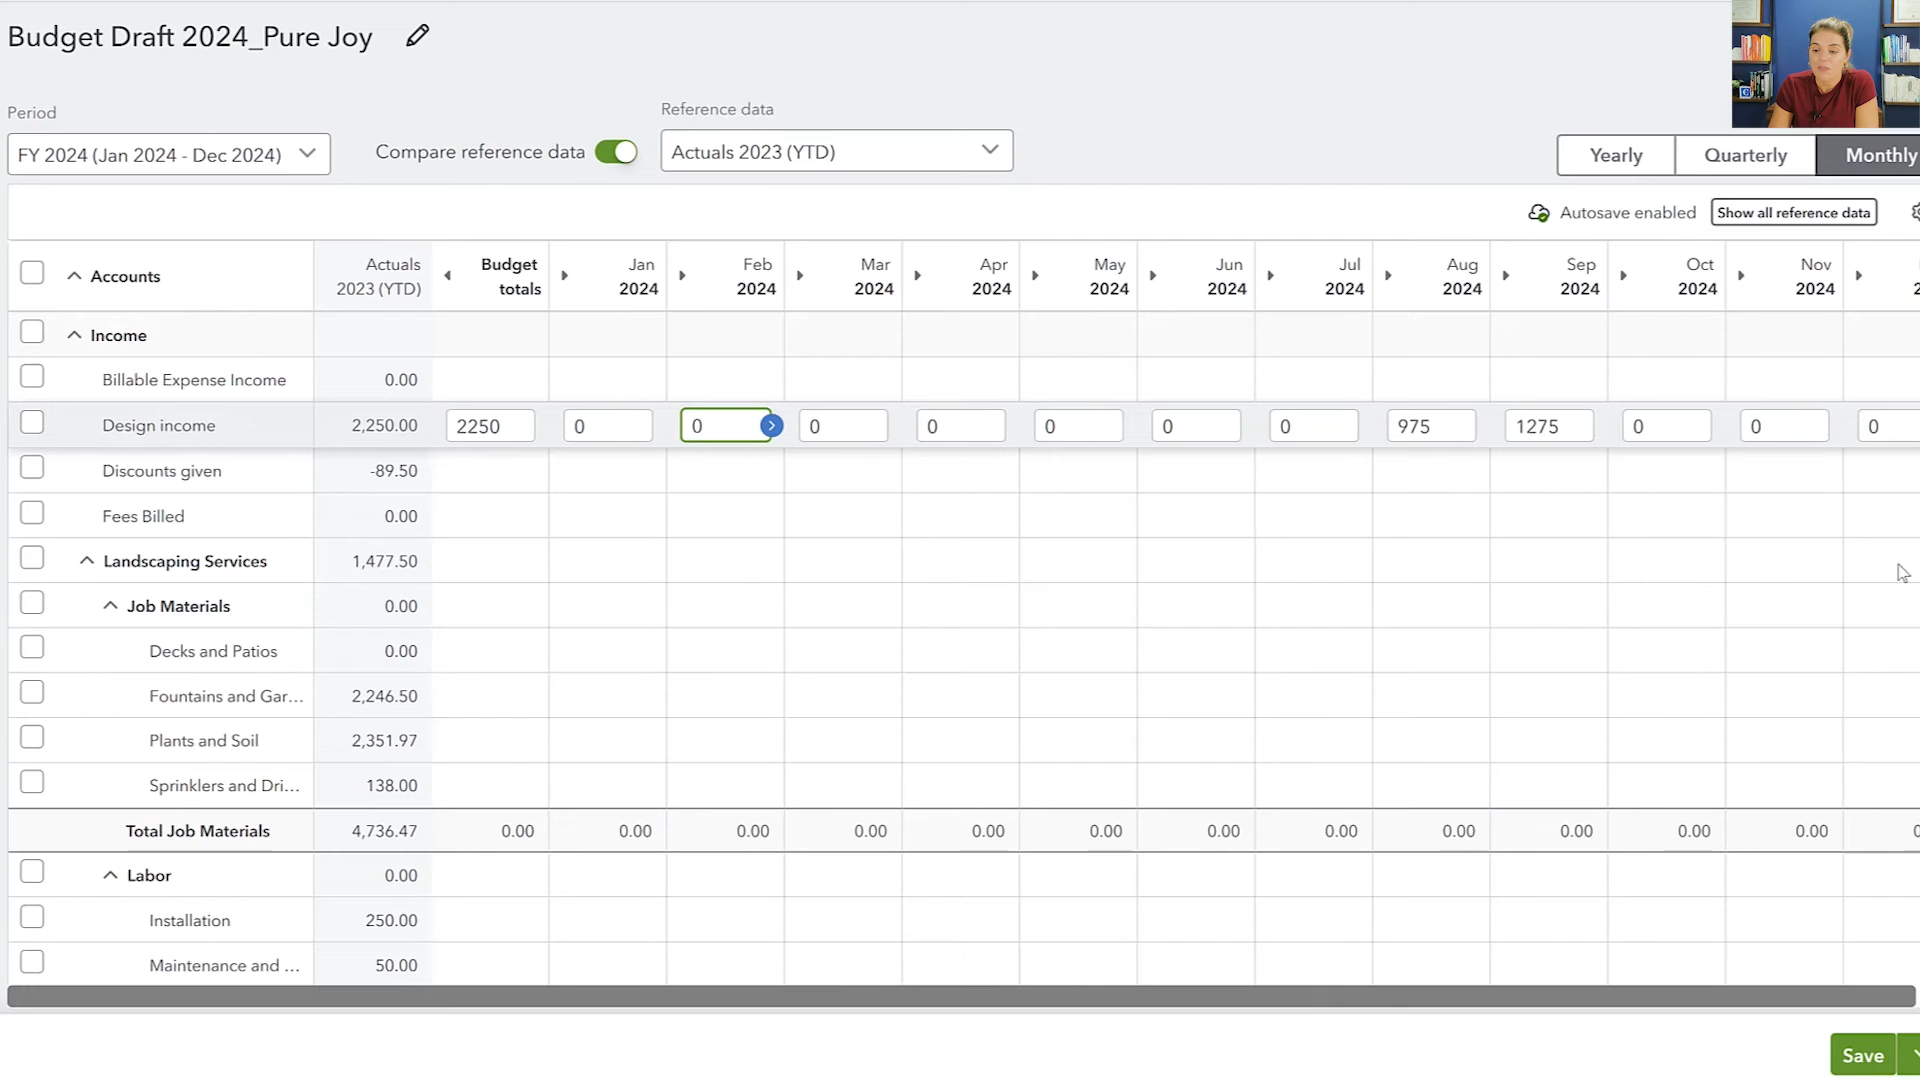 Budget Draft 2024_Pure Joy
Period
Reference data
FY 2024 (Jan 2024 - Dec 2024)
Compare reference data
Actuals 2023 (YTD)
Yearly
Quarterly
Monthly
Autosave enabled
Show all reference data
Accounts
Actuals 2023 (YTD)
Budget totals
Jan 2024
Feb 2024
Mar 2024
Apr 2024
May 2024
Jun 2024
Jul 2024
Aug 2024
Sep 2024
Oct 2024
Nov 2024
2
Income
Billable Expense Income 0.00
Design income 2,250.00 2250 0 0 0 0 0 0 0 975 1275 0 0 0
Discounts given -89.50
Fees Billed 0.00
Landscaping Services 1,477.50
Job Materials 0.00
Decks and Patios 0.00
Fountains and Gar... 2,246.50
Plants and Soil 2,351.97
Sprinklers and Dri... 138.00
Total Job Materials 4,736.47 0.00 0.00 0.00 0.00 0.00 0.00 0.00 0.00 0.00 0.00 0.00 0.00 0
Labor 0.00
Installation 250.00
Maintenance and ... 50.00
Save